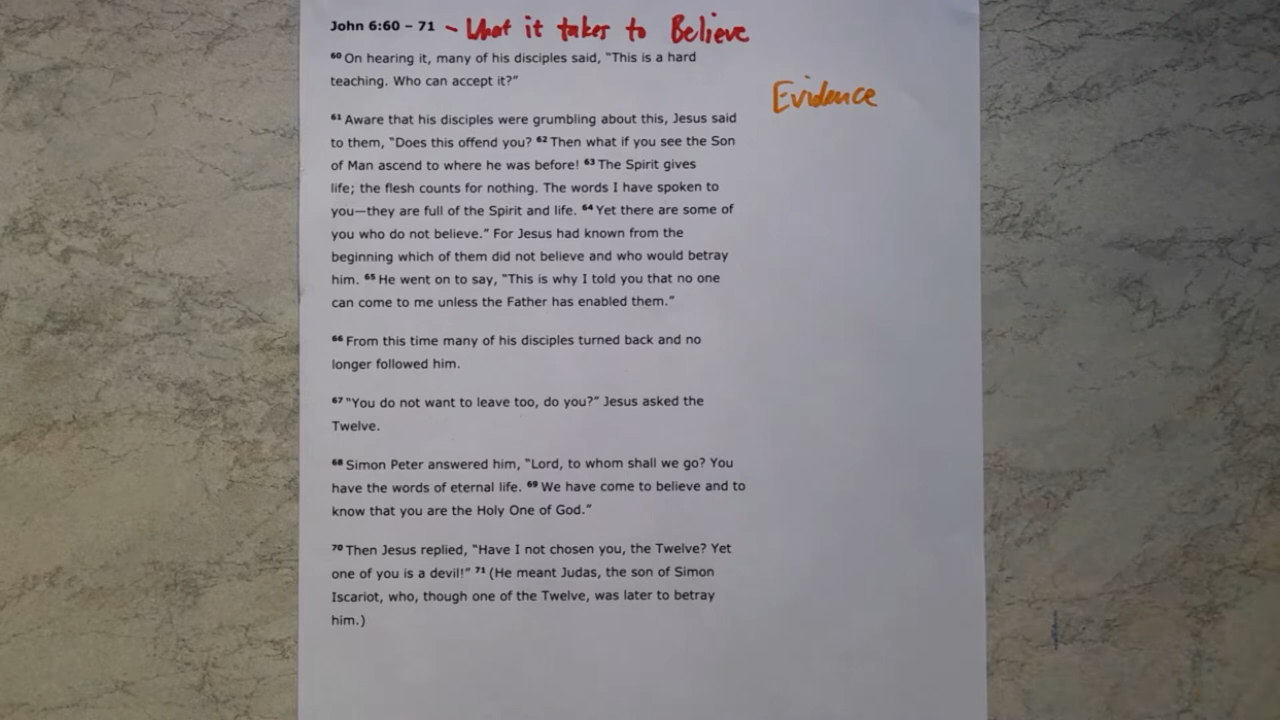 John 6:60 – 71 ~ What it takes to Believe
⁶⁰ On hearing it, many of his disciples said, “This is a hard
teaching. Who can accept it?”
Evidence
⁶¹ Aware that his disciples were grumbling about this, Jesus said
to them, “Does this offend you? ⁶² Then what if you see the Son
of Man ascend to where he was before! ⁶³ The Spirit gives
life; the flesh counts for nothing. The words I have spoken to
you—they are full of the Spirit and life. ⁶⁴ Yet there are some of
you who do not believe.” For Jesus had known from the
beginning which of them did not believe and who would betray
him. ⁶⁵ He went on to say, “This is why I told you that no one
can come to me unless the Father has enabled them.”
⁶⁶ From this time many of his disciples turned back and no
longer followed him.
⁶⁷ “You do not want to leave too, do you?” Jesus asked the
Twelve.
⁶⁸ Simon Peter answered him, “Lord, to whom shall we go? You
have the words of eternal life. ⁶⁹ We have come to believe and to
know that you are the Holy One of God.”
⁷⁰ Then Jesus replied, “Have I not chosen you, the Twelve? Yet
one of you is a devil!” ⁷¹ (He meant Judas, the son of Simon
Iscariot, who, though one of the Twelve, was later to betray
him.)